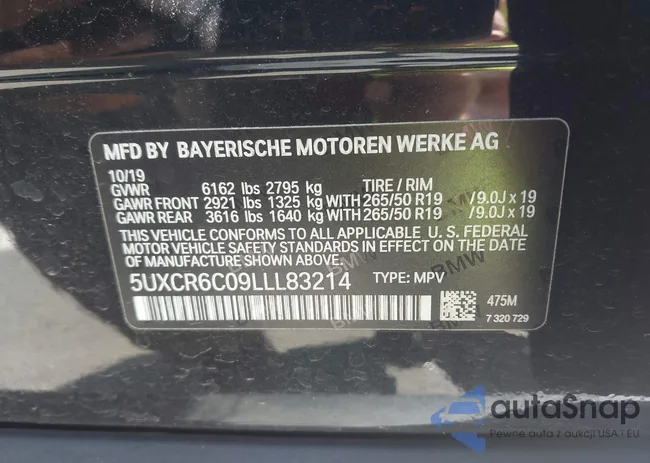 MFD BY BAYERISCHE MOTOREN WERKE AG
10/19
GVWR 6162 lbs 2795 kg TIRE / RIM
GAWR FRONT 2921 lbs 1325 kg WITH 265/50 R19 /9.0J x 19
GAWR REAR 3616 lbs 1640 kg WITH 265/50 R19 /9.0J x 19
THIS VEHICLE CONFORMS TO ALL APPLICABLE U. S. FEDERAL
MOTOR VEHICLE SAFETY STANDARDS IN EFFECT ON THE DATE
OF MANUFACTURE SHOWN ABOVE.
5UXCR6C09LLL83214 TYPE: MPV
475M
7 320 729
BMW
autaSnap
Pewne auta z aukcji USA i EU